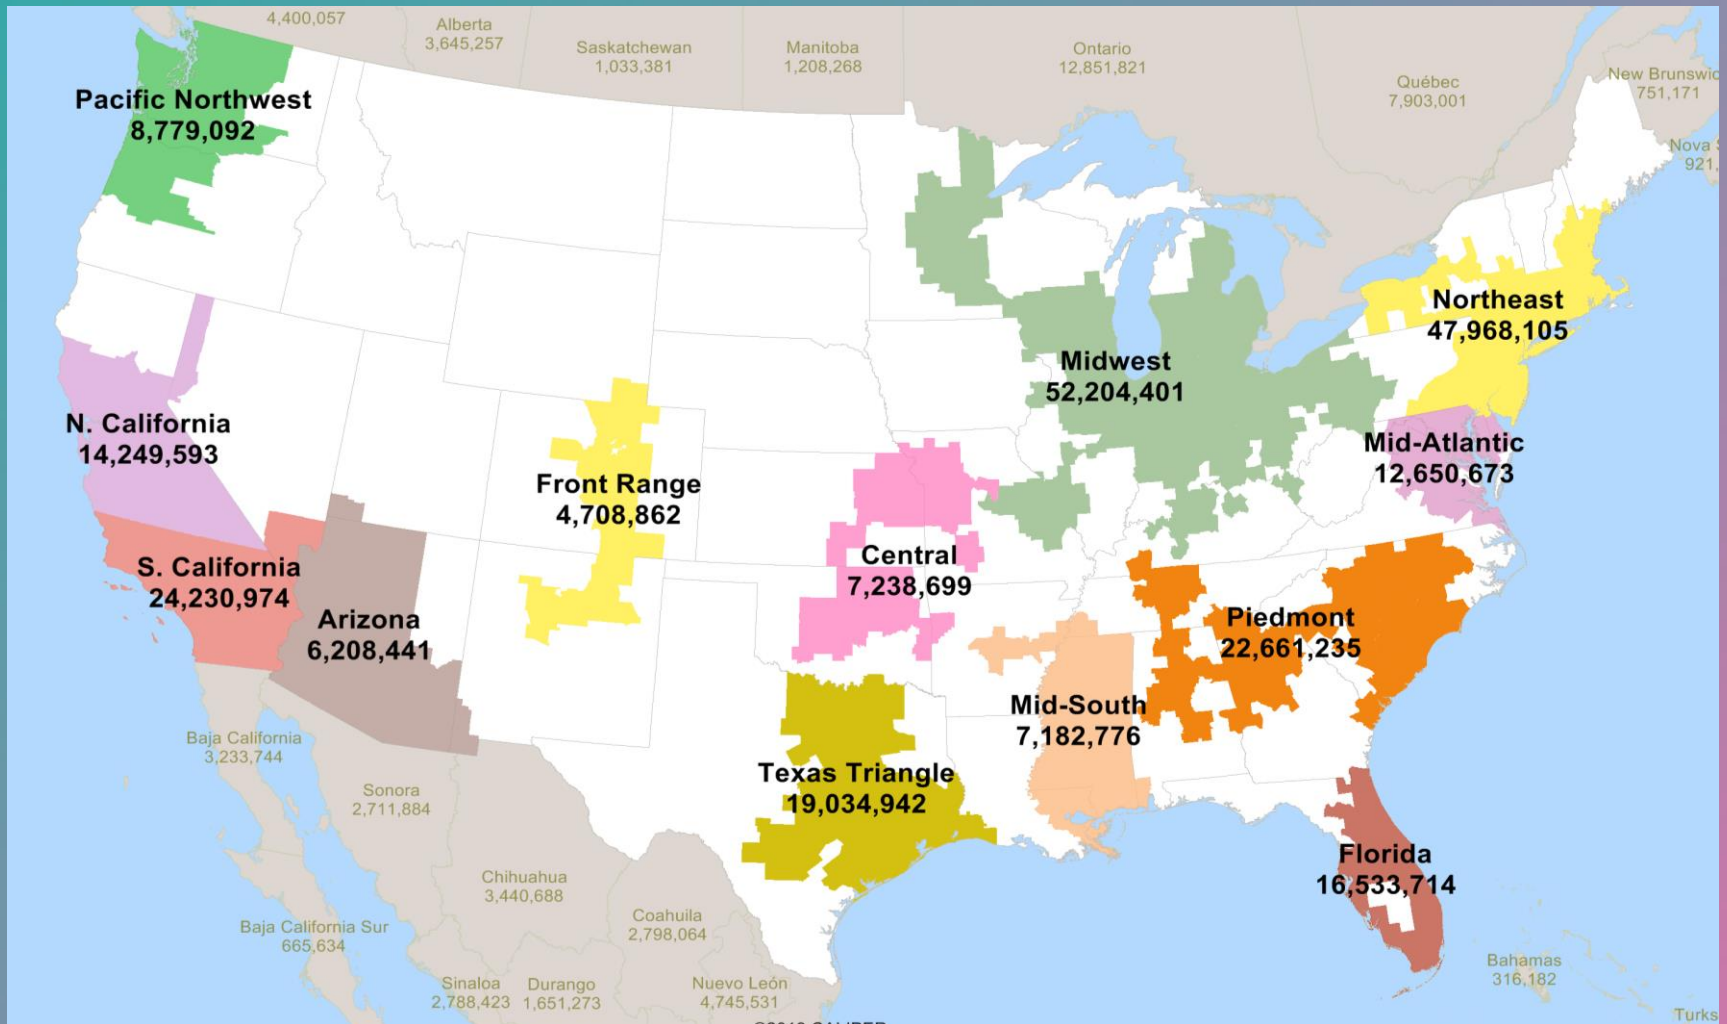 4,400,057
Alberta
3,645,257
Saskatchewan
1,033,381
Manitoba
1,208,268
Ontario
12,851,821
Québec
7,903,001
New Brunswic
751,171
Nova
921,
Pacific Northwest
8,779,092
Northeast
47,968,105
Midwest
52,204,401
N. California
14,249,593
Mid-Atlantic
12,650,673
Front Range
4,708,862
Central
7,238,699
S. California
24,230,974
Arizona
6,208,441
Piedmont
22,661,235
Mid-South
7,182,776
Texas Triangle
19,034,942
Florida
16,533,714
Baja California
3,233,744
Sonora
2,711,884
Chihuahua
3,440,688
Coahuila
2,798,064
Baja California Sur
665,634
Sinaloa
2,788,423
Durango
1,651,273
Nuevo León
4,745,531
Bahamas
316,182
Turks